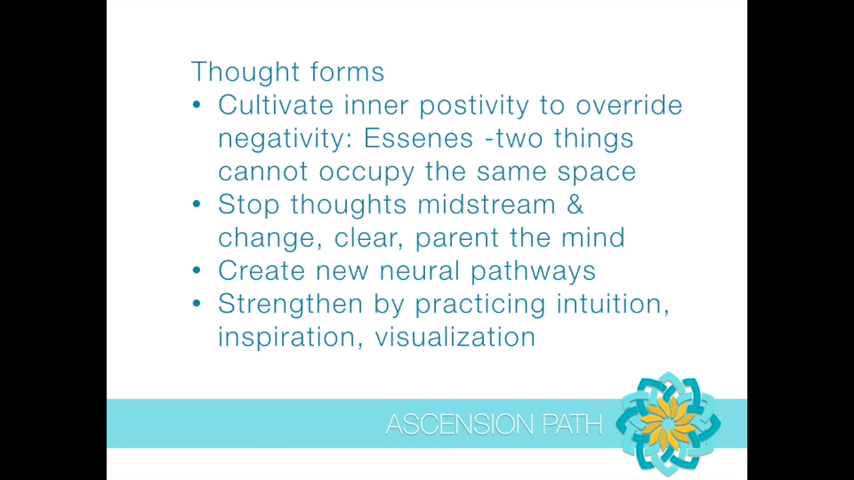 Thought forms
• Cultivate inner postivity to override
negativity: Essenes -two things
cannot occupy the same space
• Stop thoughts midstream &
change, clear, parent the mind
• Create new neural pathways
• Strengthen by practicing intuition,
inspiration, visualization
ASCENSION PATH